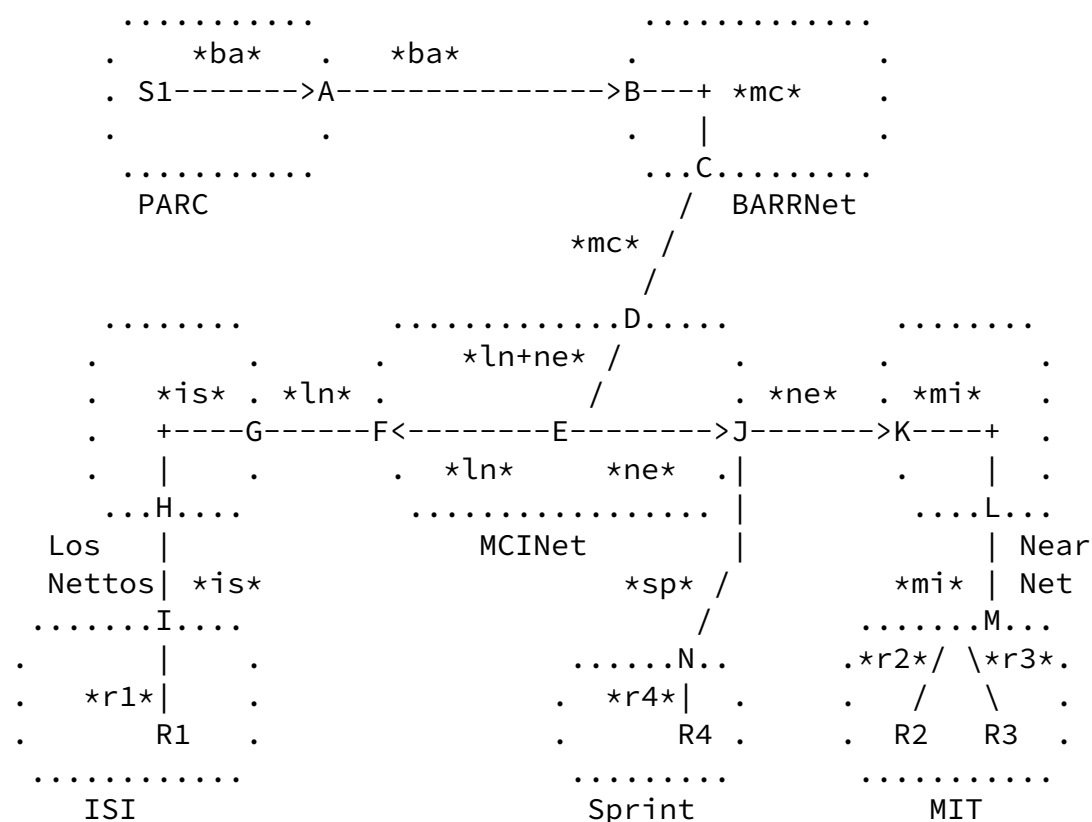 ...........                      .............
.    *ba*   .   *ba*            .              .
. S1------->A--------------->B---+ *mc*    .
.           .                .   |         .
...........                  ...C.........
PARC                          / BARRNet
*mc* /
/
........        .............D.....         ........
.        .      .    *ln+ne* /      .       .        .
.   *is* . *ln* .           /       . *ne*  . *mi*   .
.   +----G------F<--------E-------->J------->K----+  .
.   |    .       .  *ln*     *ne*  .|        .    |  .
...H....         ................. |         ....L...
Los   |                 MCINet        |             | Near
Nettos| *is*                    *sp* /         *mi* | Net
.......I....                        /         .......M...
.       |    .                ......N..      .*r2*/ \*r3*.
.   *r1*|    .               .  *r4*|  .     .   /   \   .
.       R1   .               .      R4 .     .  R2   R3  .
............                 .........       ...........
ISI                        Sprint             MIT